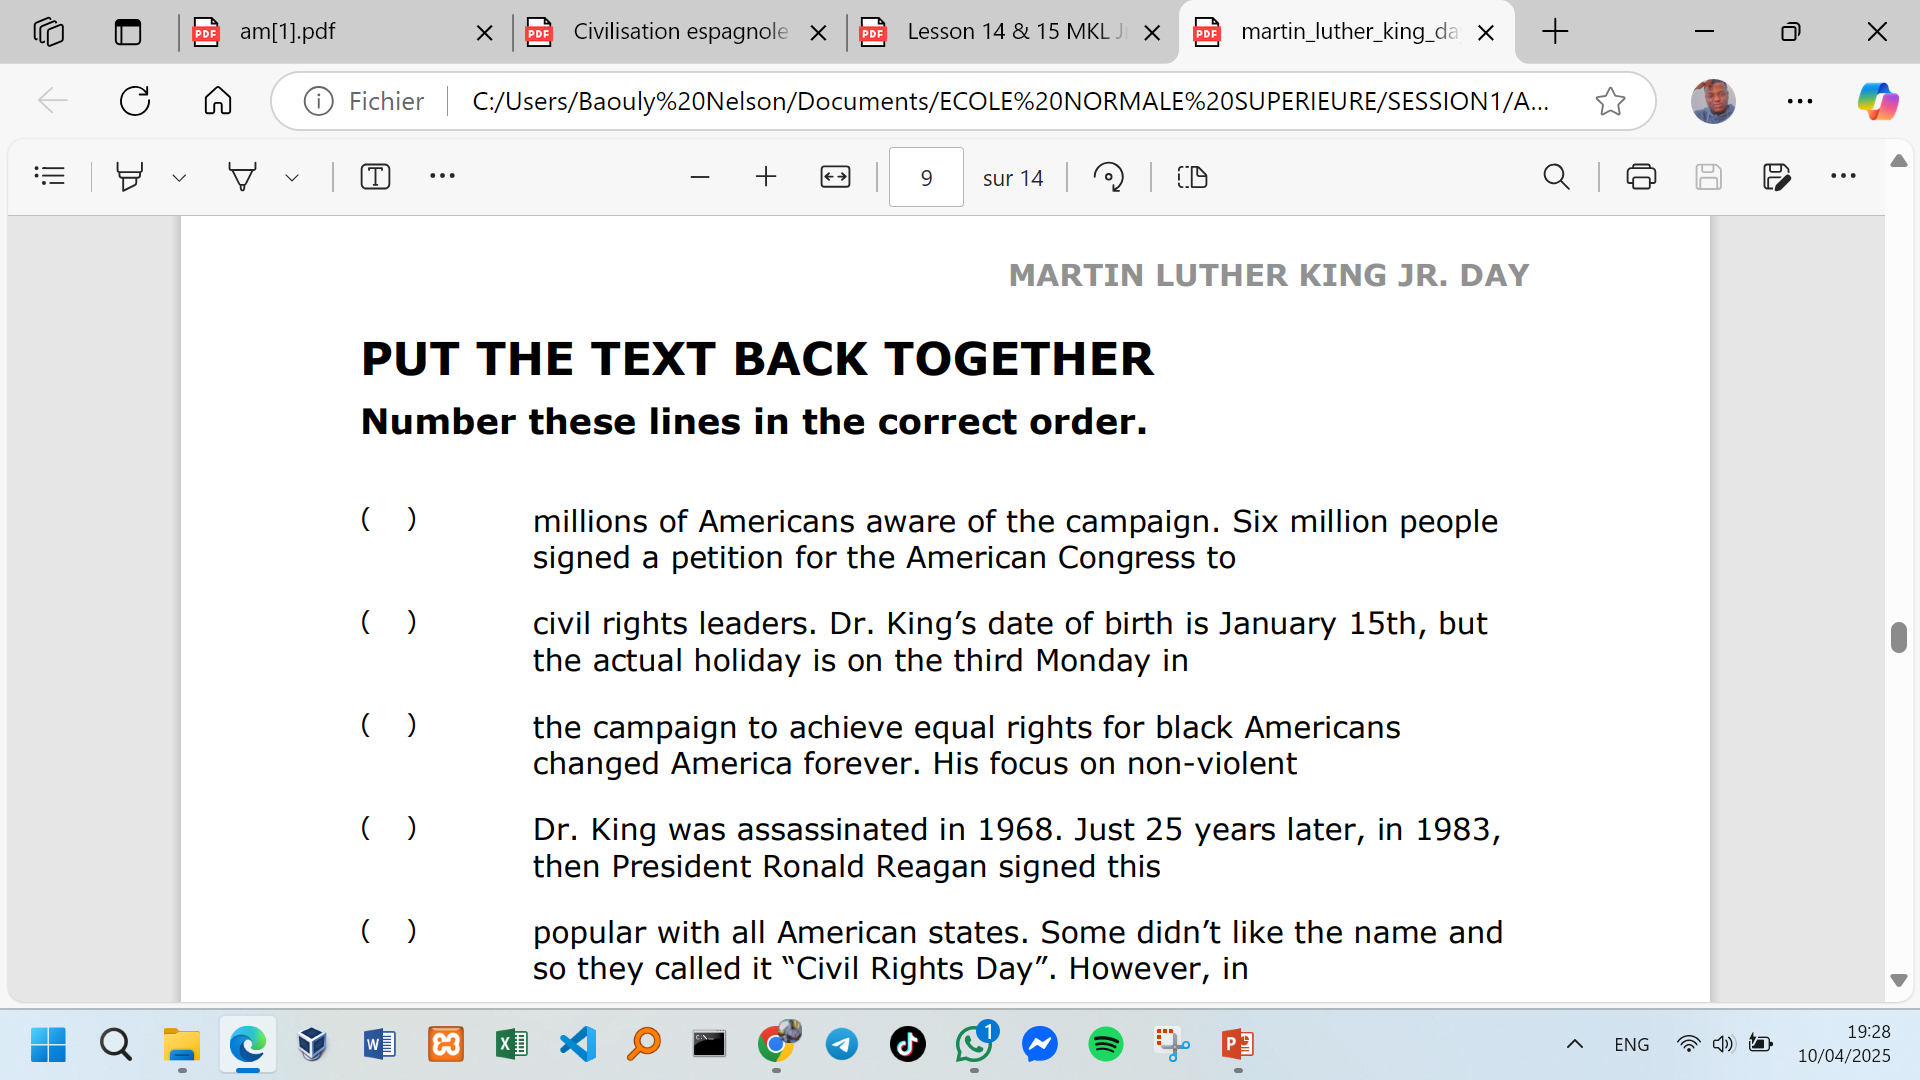 am[1].pdf
Civilisation espagnole
Lesson 14 & 15 MKL J
martin_luther_king_da
Fichier
C:/Users/Baouly%20Nelson/Documents/ECOLE%20NORMALE%20SUPERIEURE/SESSION1/A...
9 sur 14
MARTIN LUTHER KING JR. DAY
PUT THE TEXT BACK TOGETHER
Number these lines in the correct order.
( ) millions of Americans aware of the campaign. Six million people
signed a petition for the American Congress to
( ) civil rights leaders. Dr. King’s date of birth is January 15th, but
the actual holiday is on the third Monday in
( ) the campaign to achieve equal rights for black Americans
changed America forever. His focus on non-violent
( ) Dr. King was assassinated in 1968. Just 25 years later, in 1983,
then President Ronald Reagan signed this
( ) popular with all American states. Some didn’t like the name and
so they called it “Civil Rights Day”. However, in
1
ENG
19:28
10/04/2025